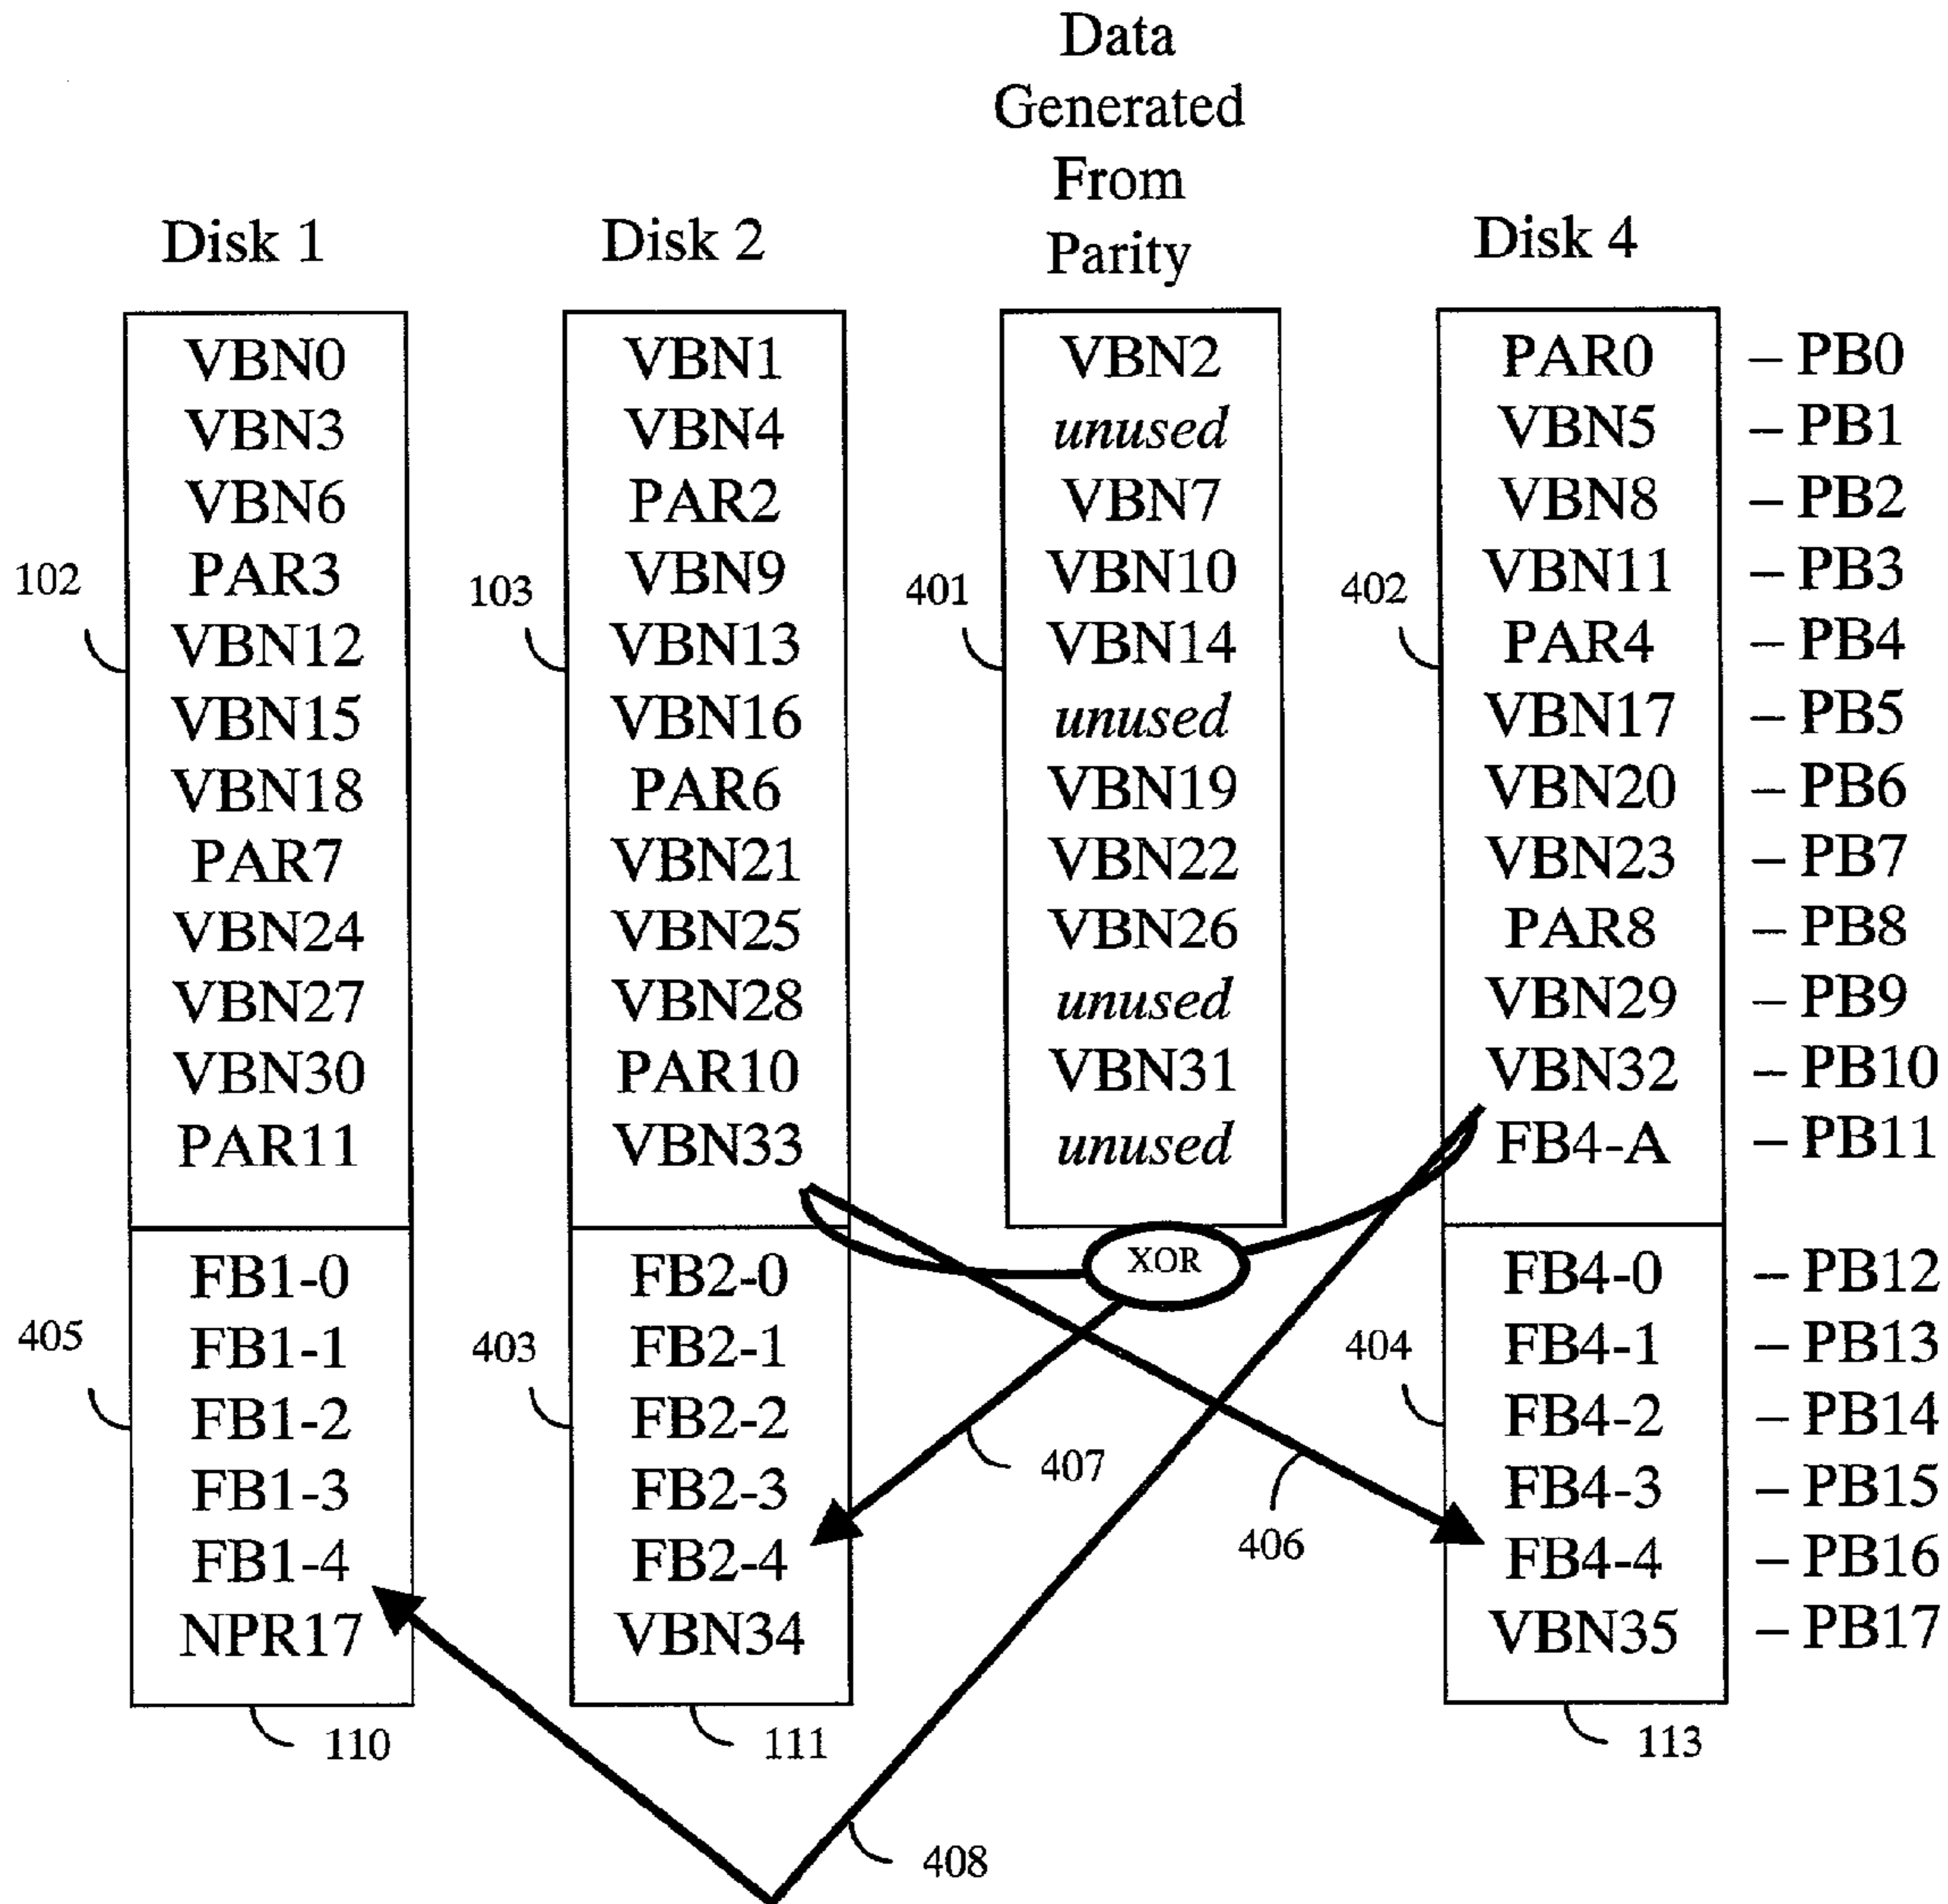 Data
Generated
From
Parity
Disk 1
Disk 2
Disk 4
VBN0 VBN1 VBN2 PAR0 – PB0
VBN3 VBN4 unused VBN5 – PB1
VBN6 PAR2 VBN7 VBN8 – PB2
PAR3 VBN9 VBN10 VBN11 – PB3
102 103 401 402
VBN12 VBN13 VBN14 PAR4 – PB4
VBN15 VBN16 unused VBN17 – PB5
VBN18 PAR6 VBN19 VBN20 – PB6
PAR7 VBN21 VBN22 VBN23 – PB7
VBN24 VBN25 VBN26 PAR8 – PB8
VBN27 VBN28 unused VBN29 – PB9
VBN30 PAR10 VBN31 VBN32 – PB10
PAR11 VBN33 unused FB4-A – PB11
XOR
FB1-0 FB2-0 FB4-0 – PB12
405 403 404
FB1-1 FB2-1 FB4-1 – PB13
FB1-2 FB2-2 FB4-2 – PB14
407
FB1-3 FB2-3 FB4-3 – PB15
406
FB1-4 FB2-4 FB4-4 – PB16
NPR17 VBN34 VBN35 – PB17
110 111 113
408